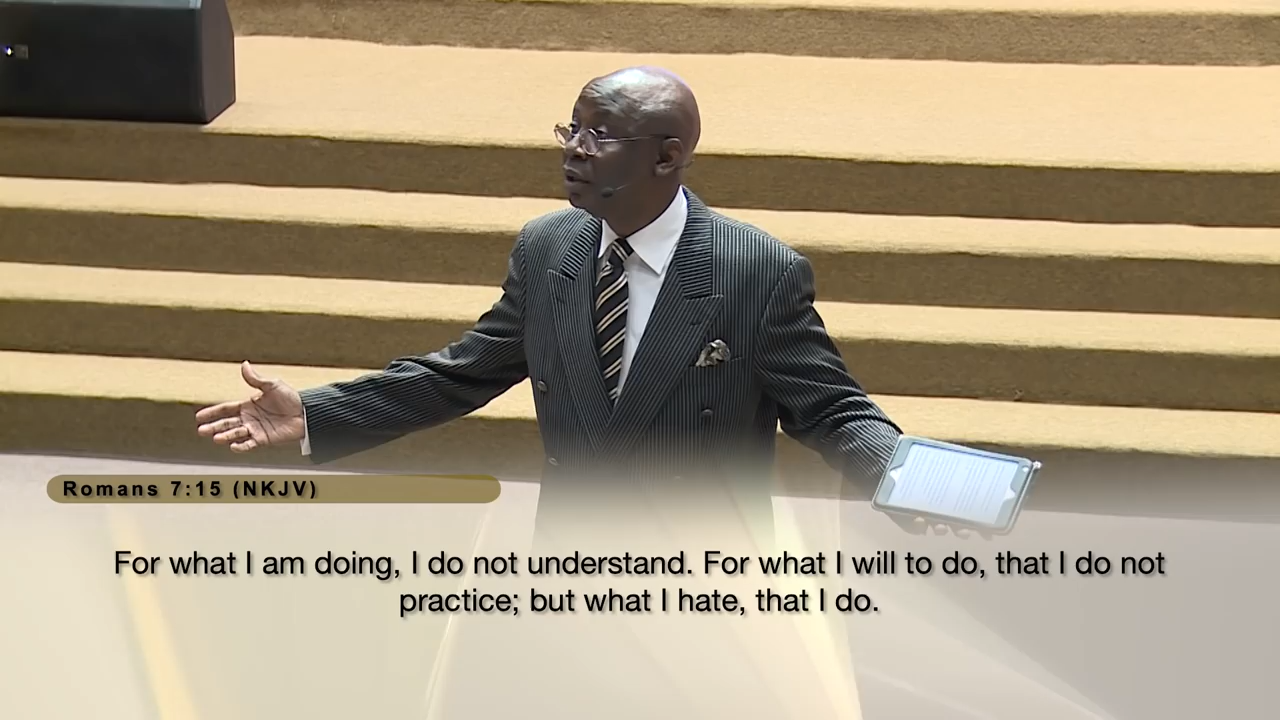 Romans 7:15 (NKJV)
For what I am doing, I do not understand. For what I will to do, that I do not
practice; but what I hate, that I do.